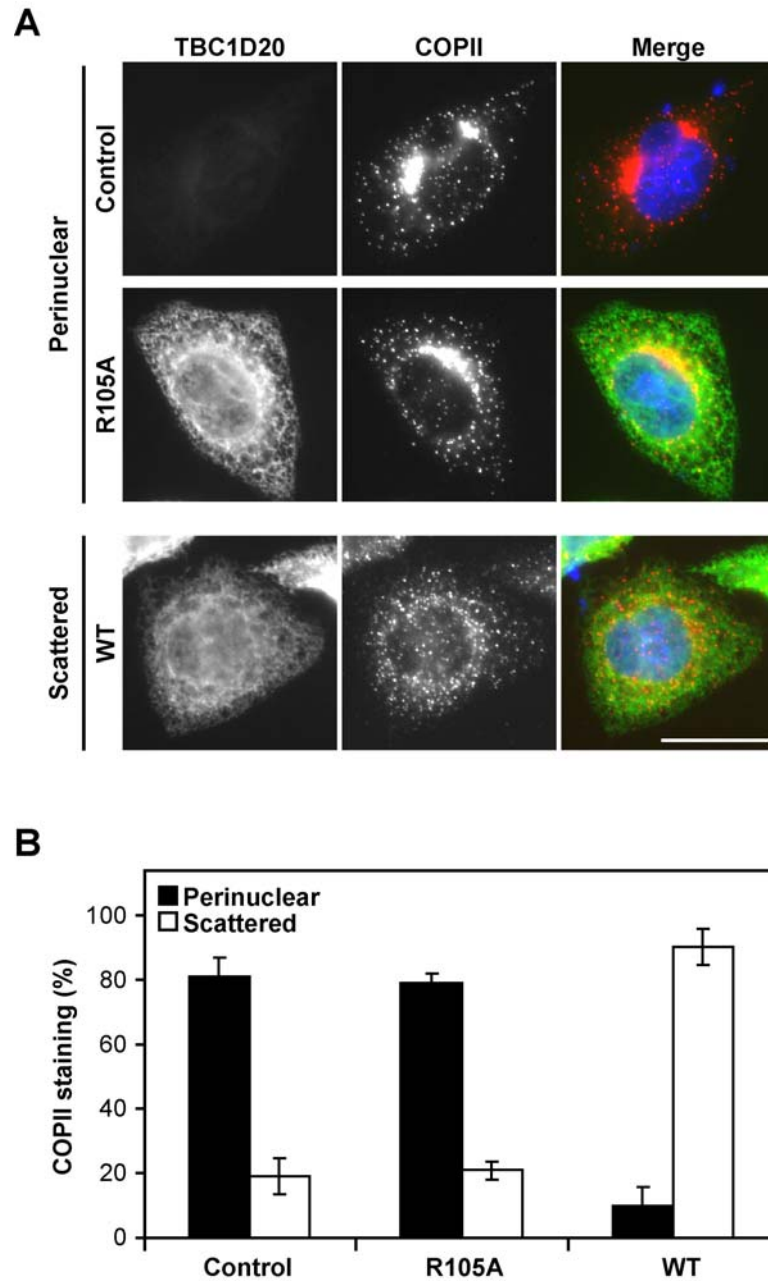 A
TBC1D20 COPII Merge
Perinuclear
Control
R105A
Scattered
WT
B
Perinuclear
Scattered
COPII staining (%)
100
80
60
40
20
0
Control R105A WT